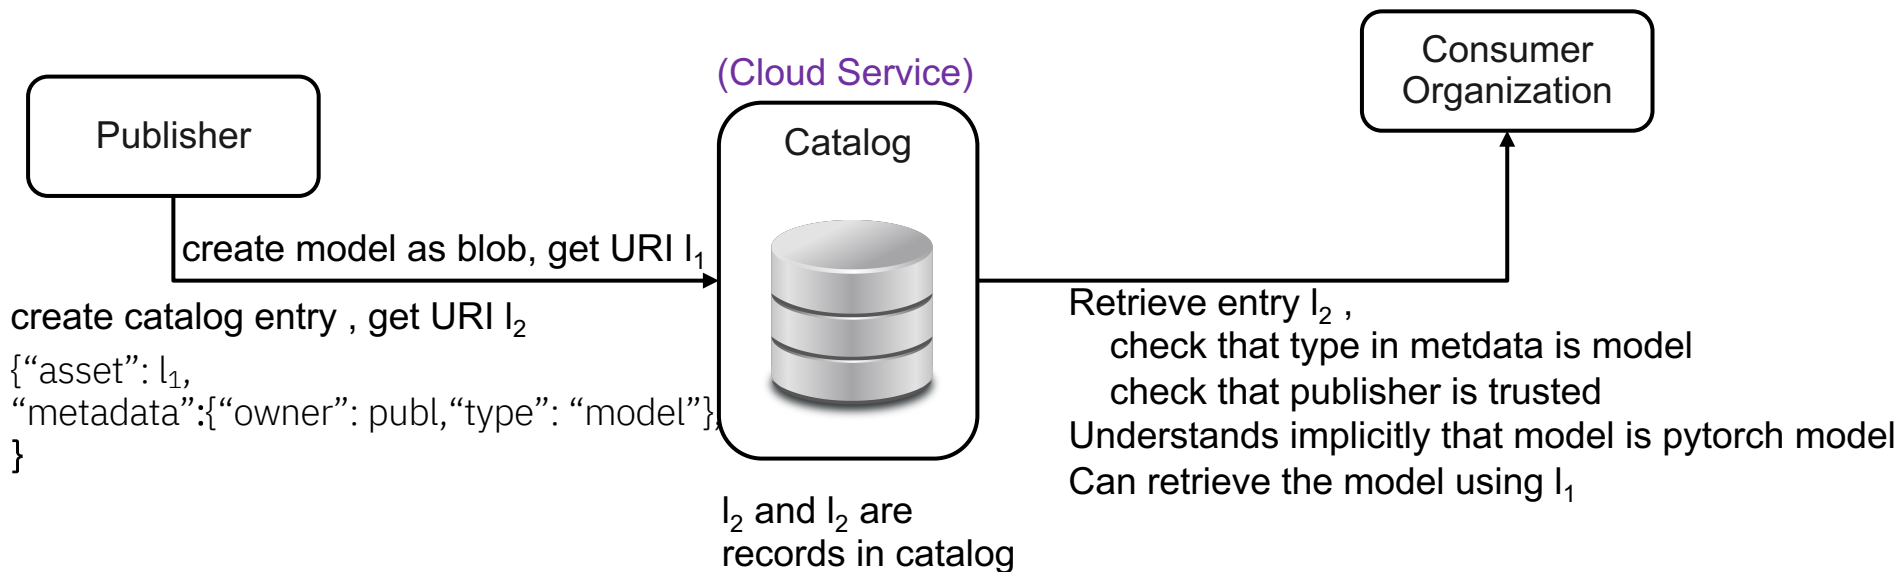 Publisher
create model as blob, get URI l₁
create catalog entry , get URI l₂
{“asset”: l₁,
“metadata”:{“owner”: publ,“type”: “model”},
}
(Cloud Service)
Catalog
l₂ and l₂ are
records in catalog
Consumer
Organization
Retrieve entry l₂ ,
check that type in metdata is model
check that publisher is trusted
Understands implicitly that model is pytorch model
Can retrieve the model using l₁